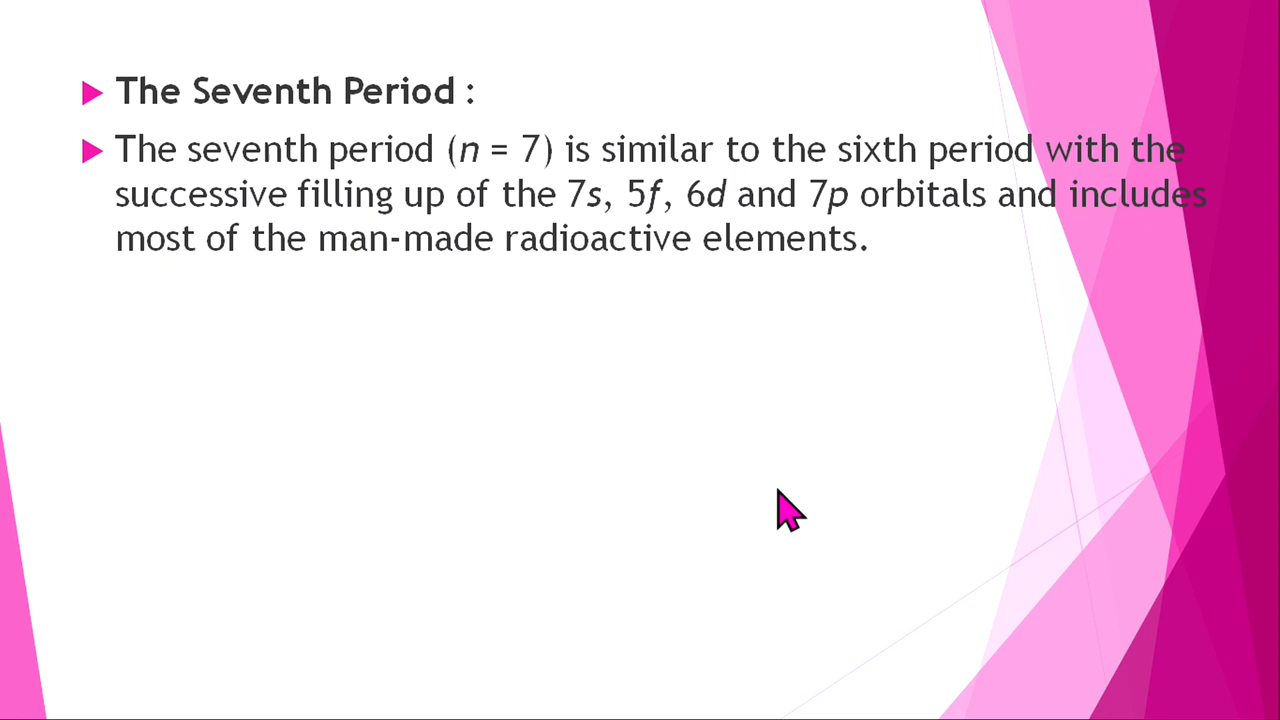 The Seventh Period :
The seventh period (n = 7) is similar to the sixth period with the
successive filling up of the 7s, 5f, 6d and 7p orbitals and includes
most of the man-made radioactive elements.